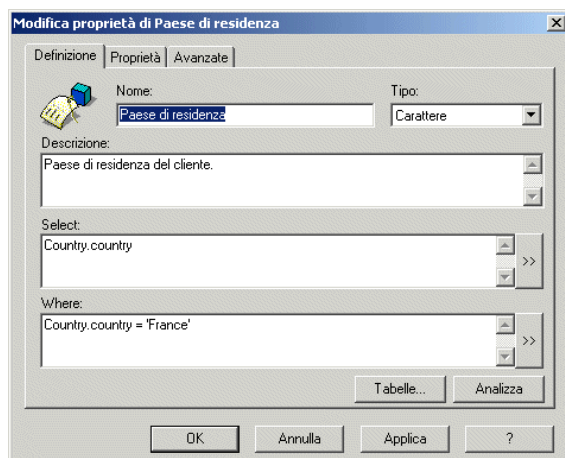 Modifica proprietà di Paese di residenza
Definizione Proprietà Avanzate
Nome: Tipo:
Paese di residenza Carattere
Descrizione:
Paese di residenza del cliente.
Select:
Country.country
>>
Where:
Country.country = 'France'
>>
Tabelle... Analizza
OK Annulla Applica ?